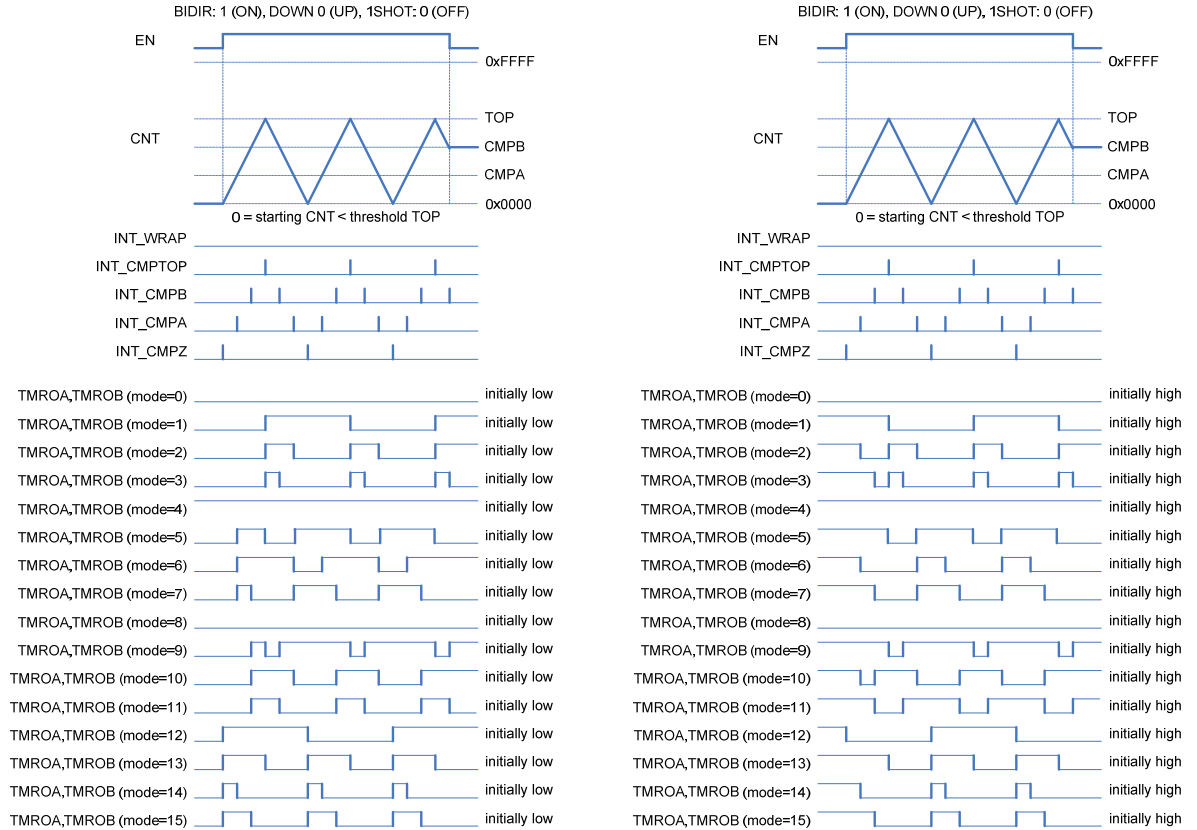 BIDIR: 1 (ON), DOWN 0 (UP), 1SHOT: 0 (OFF)
EN
0xFFFF
TOP
CNT
CMPB
CMPA
0x0000
0 = starting CNT < threshold TOP
INT_WRAP
INT_CMPTOP
INT_CMPB
INT_CMPA
INT_CMPZ
TMROA,TMROB (mode=0) initially low
TMROA,TMROB (mode=1) initially low
TMROA,TMROB (mode=2) initially low
TMROA,TMROB (mode=3) initially low
TMROA,TMROB (mode=4) initially low
TMROA,TMROB (mode=5) initially low
TMROA,TMROB (mode=6) initially low
TMROA,TMROB (mode=7) initially low
TMROA,TMROB (mode=8) initially low
TMROA,TMROB (mode=9) initially low
TMROA,TMROB (mode=10) initially low
TMROA,TMROB (mode=11) initially low
TMROA,TMROB (mode=12) initially low
TMROA,TMROB (mode=13) initially low
TMROA,TMROB (mode=14) initially low
TMROA,TMROB (mode=15) initially low
BIDIR: 1 (ON), DOWN 0 (UP), 1SHOT: 0 (OFF)
EN
0xFFFF
TOP
CNT
CMPB
CMPA
0x0000
0 = starting CNT < threshold TOP
INT_WRAP
INT_CMPTOP
INT_CMPB
INT_CMPA
INT_CMPZ
TMROA,TMROB (mode=0) initially high
TMROA,TMROB (mode=1) initially high
TMROA,TMROB (mode=2) initially high
TMROA,TMROB (mode=3) initially high
TMROA,TMROB (mode=4) initially high
TMROA,TMROB (mode=5) initially high
TMROA,TMROB (mode=6) initially high
TMROA,TMROB (mode=7) initially high
TMROA,TMROB (mode=8) initially high
TMROA,TMROB (mode=9) initially high
TMROA,TMROB (mode=10) initially high
TMROA,TMROB (mode=11) initially high
TMROA,TMROB (mode=12) initially high
TMROA,TMROB (mode=13) initially high
TMROA,TMROB (mode=14) initially high
TMROA,TMROB (mode=15) initially high